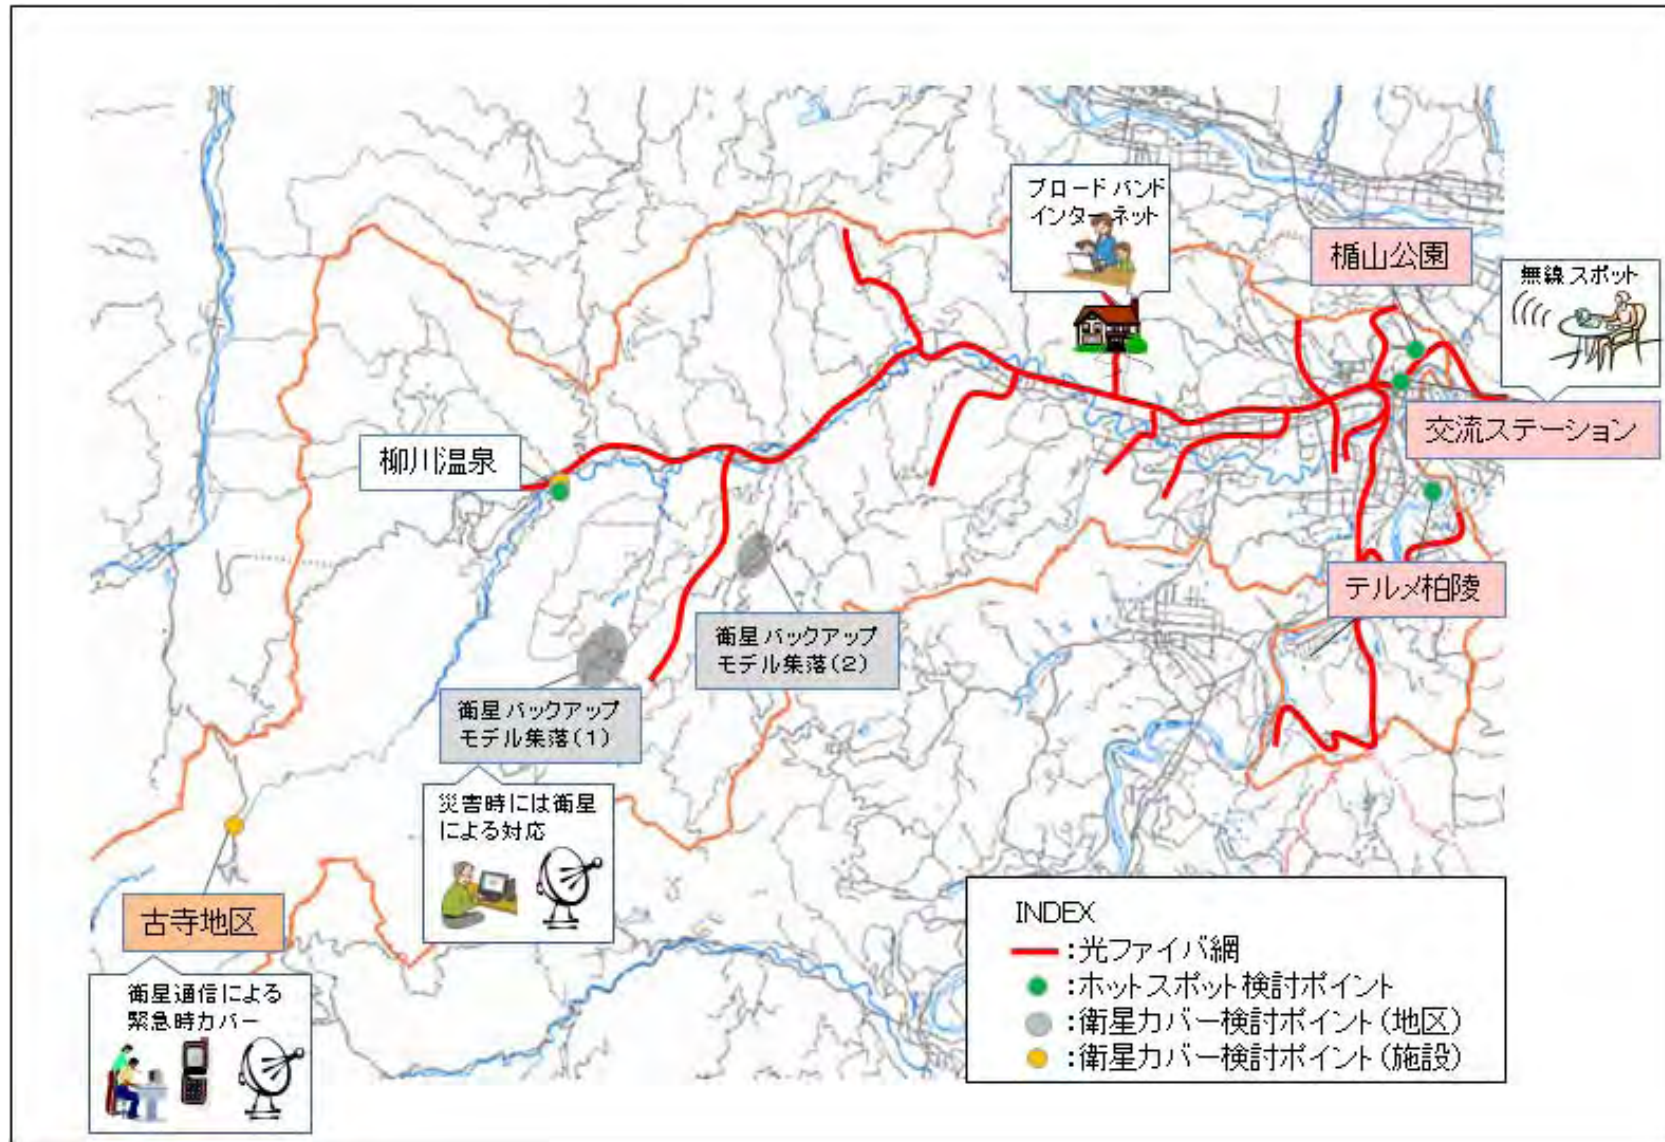 ブロードバンド
インターネット
楯山公園
無線スポット
交流ステーション
柳川温泉
テルメ柏陵
衛星バックアップ
モデル集落(2)
衛星バックアップ
モデル集落(1)
災害時には衛星
による対応
古寺地区
衛星通信による
緊急時カバー
INDEX
:光ファイバ網
:ホットスポット検討ポイント
:衛星カバー検討ポイント(地区)
:衛星カバー検討ポイント(施設)